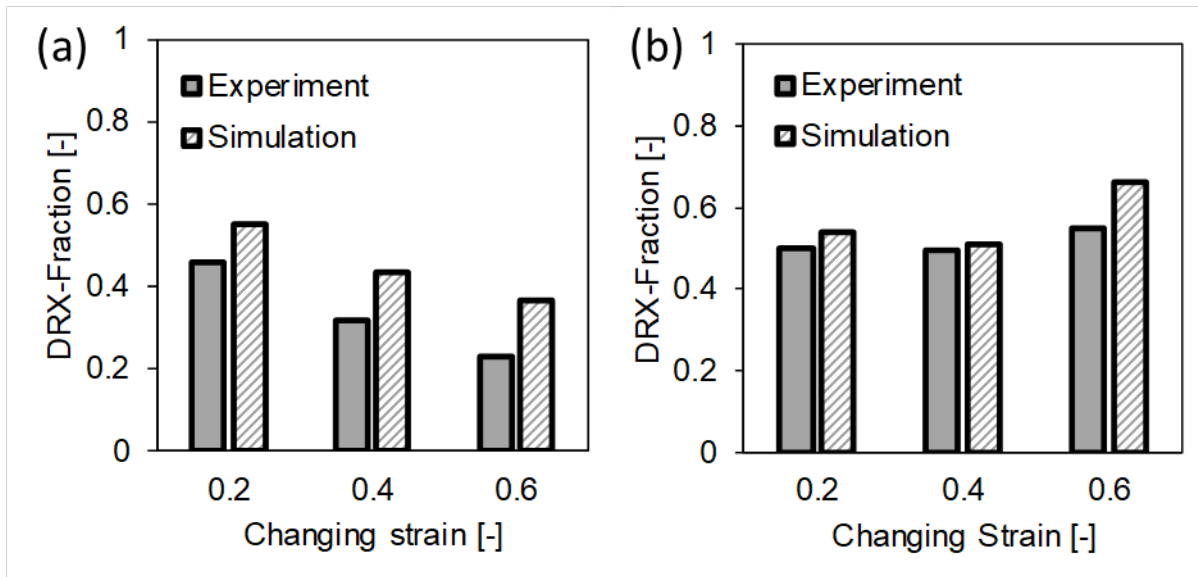 (a)
1
0.8
0.6
0.4
0.2
0
DRX-Fraction [-]
Experiment
Simulation
0.2 0.4 0.6
Changing strain [-]
(b)
1
0.8
0.6
0.4
0.2
0
DRX-Fraction [-]
Experiment
Simulation
0.2 0.4 0.6
Changing Strain [-]